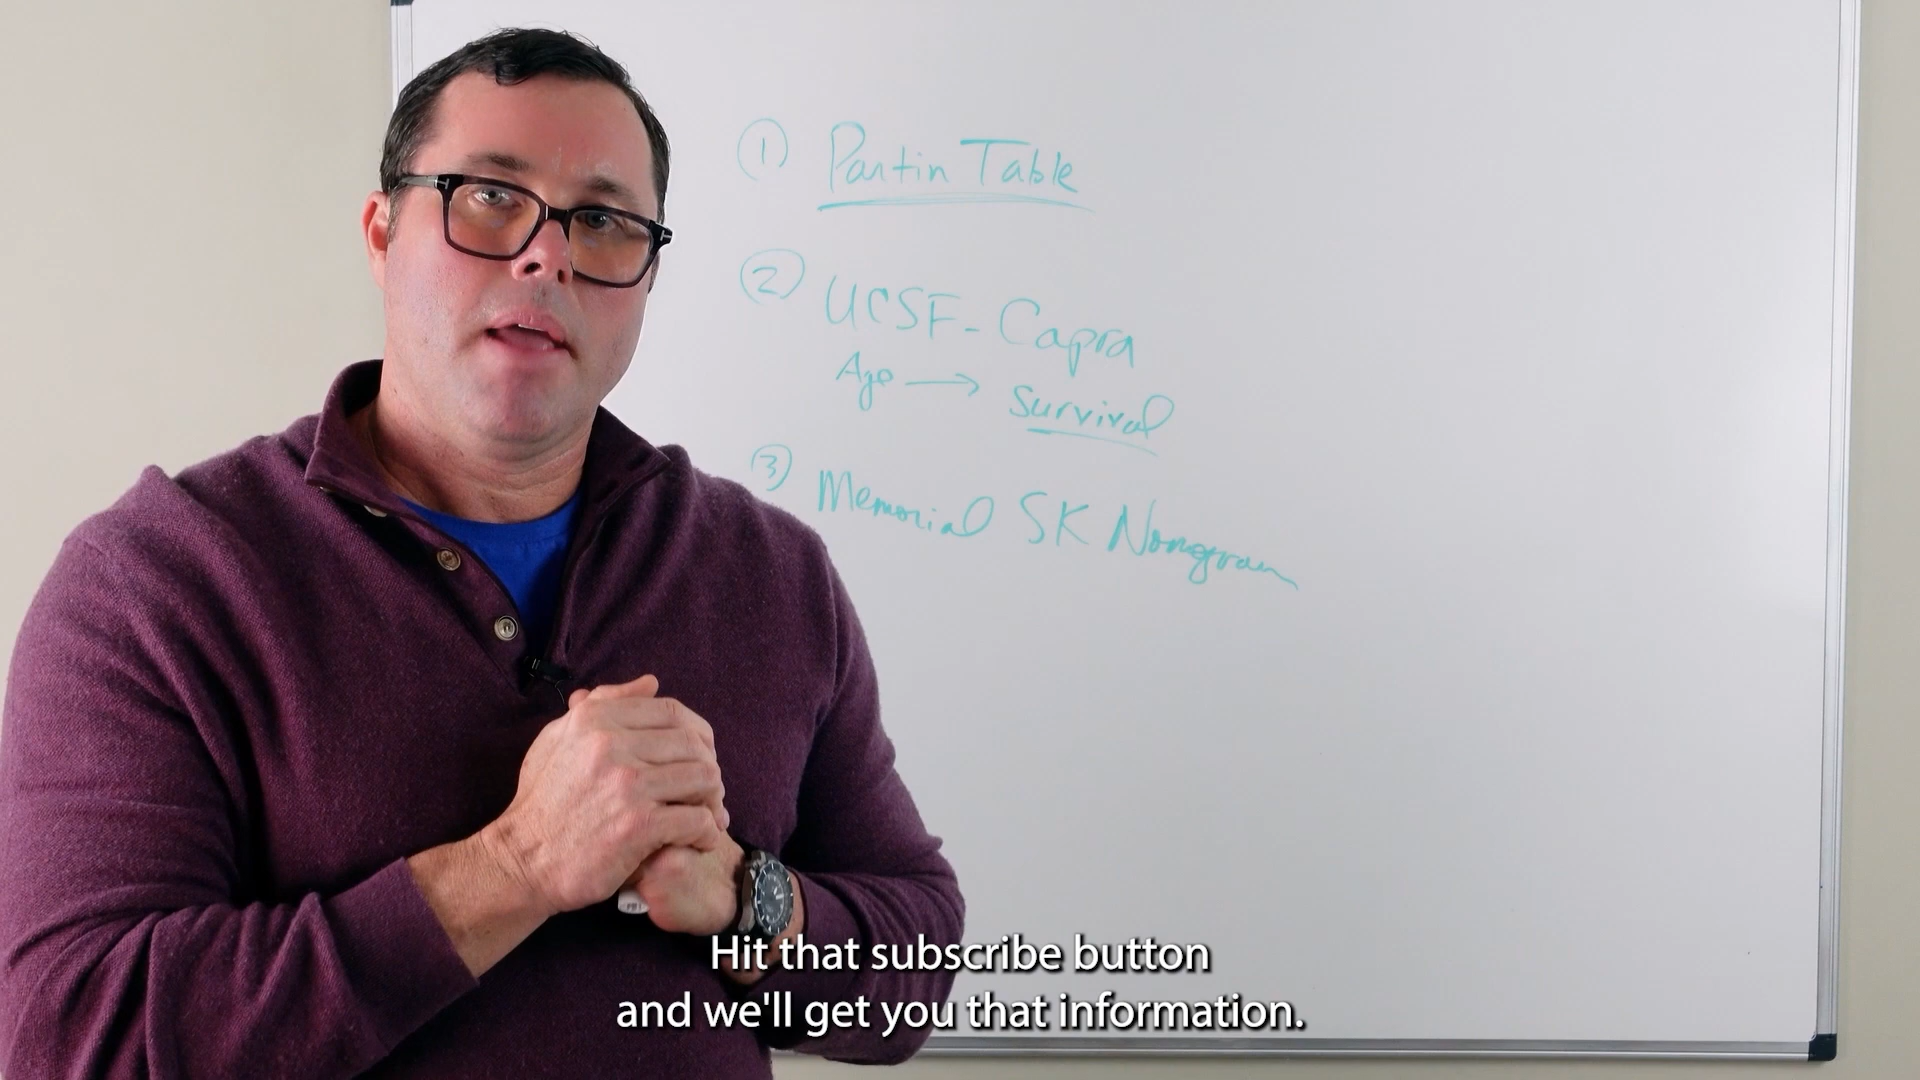 ① Partin Table
② UCSF-Capra
Age → Survival
③ Memorial SK Nomgram
Hit that subscribe button
and we'll get you that information.